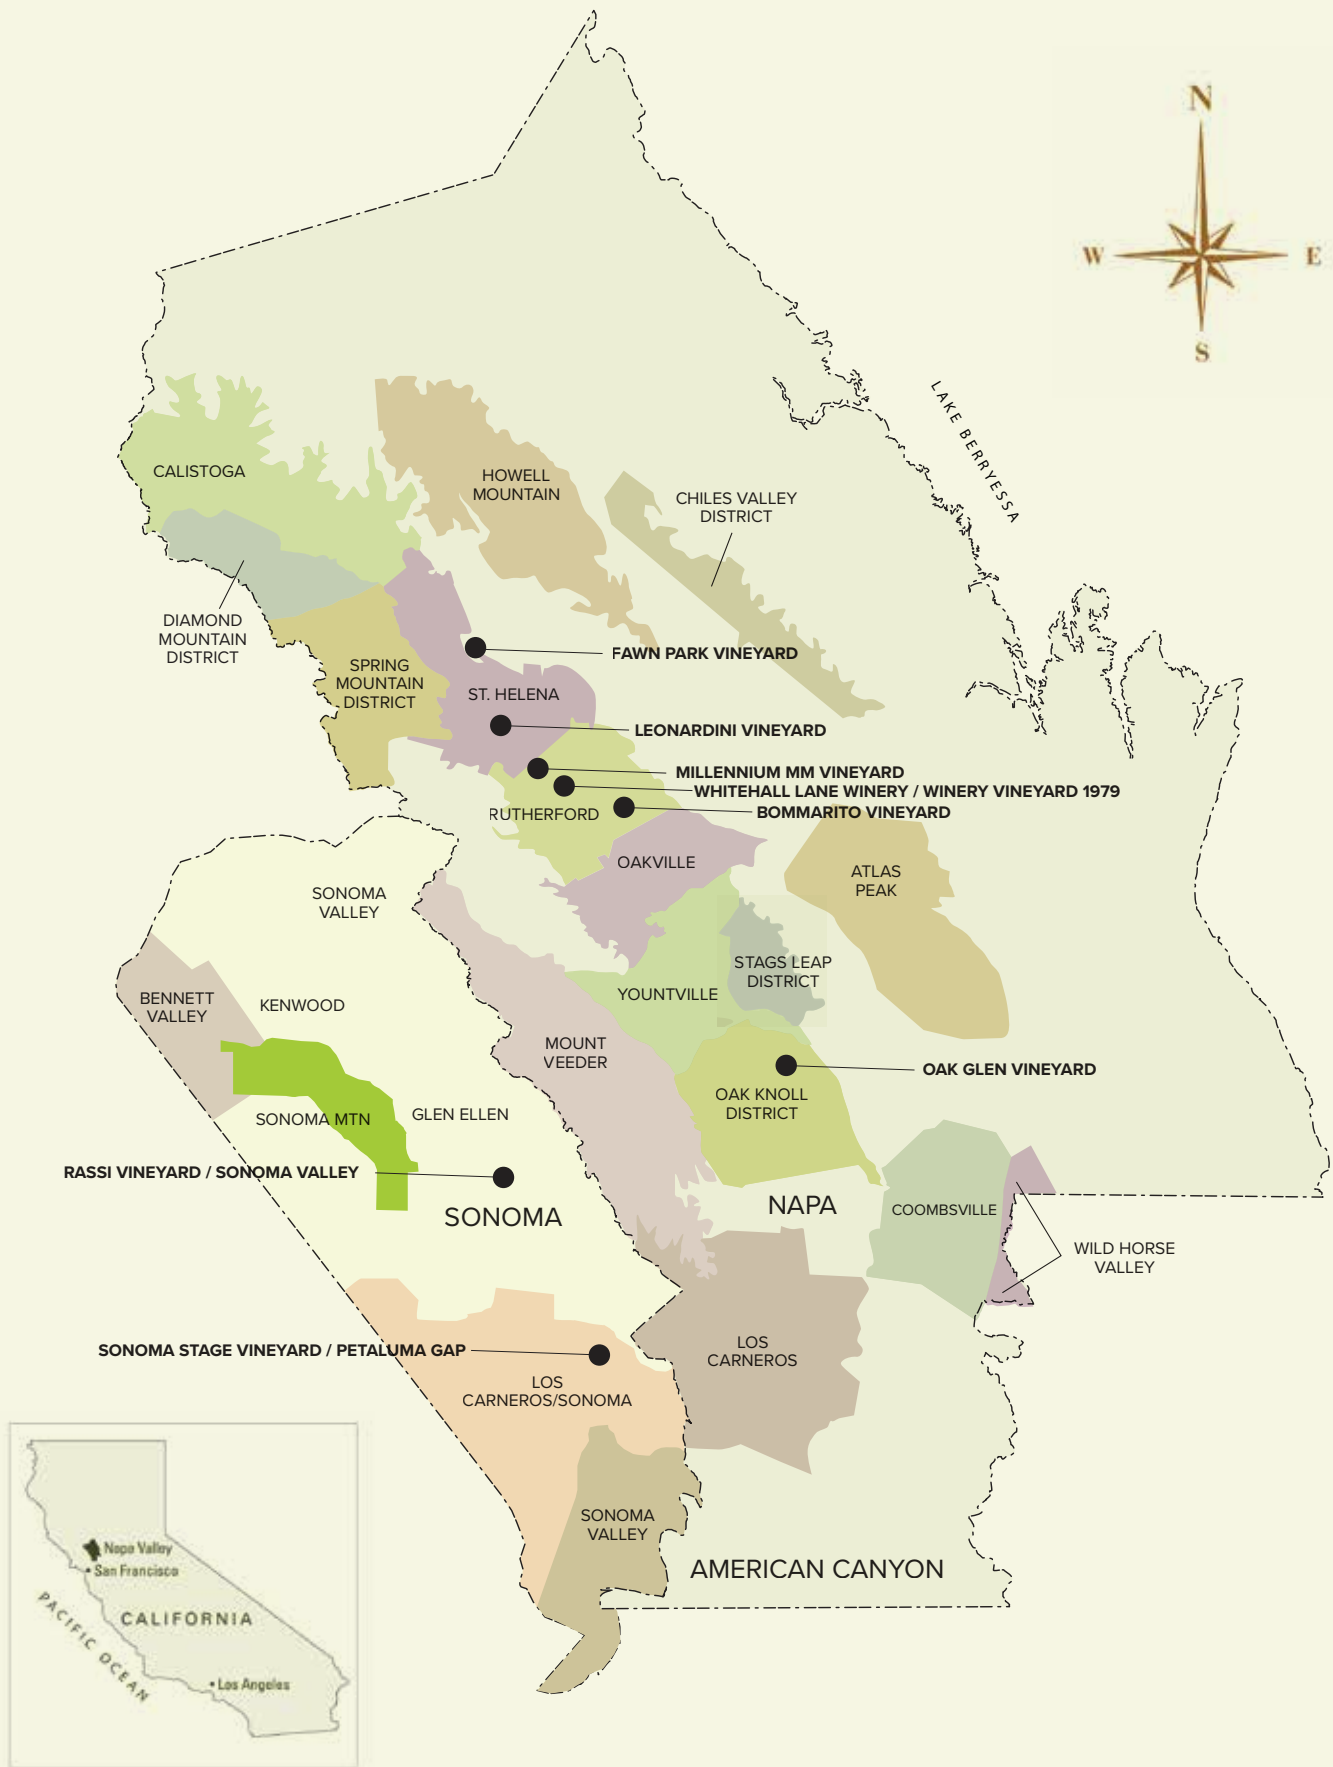 N
W
E
S
LAKE BERRYESSA
CALISTOGA
HOWELL
MOUNTAIN
CHILES VALLEY
DISTRICT
DIAMOND
MOUNTAIN
DISTRICT
FAWN PARK VINEYARD
SPRING
MOUNTAIN
DISTRICT
ST. HELENA
LEONARDINI VINEYARD
MILLENNIUM MM VINEYARD
WHITEHALL LANE WINERY / WINERY VINEYARD 1979
RUTHERFORD
BOMMARITO VINEYARD
OAKVILLE
ATLAS
PEAK
SONOMA
VALLEY
STAGS LEAP
DISTRICT
YOUNTVILLE
BENNETT
VALLEY
KENWOOD
MOUNT
VEEDER
OAK GLEN VINEYARD
OAK KNOLL
DISTRICT
SONOMA MTN
GLEN ELLEN
RASSI VINEYARD / SONOMA VALLEY
SONOMA
NAPA
COOMBSVILLE
WILD HORSE
VALLEY
SONOMA STAGE VINEYARD / PETALUMA GAP
LOS
CARNEROS
LOS
CARNEROS/SONOMA
SONOMA
VALLEY
AMERICAN CANYON
Napa Valley
San Francisco
CALIFORNIA
PACIFIC OCEAN
Los Angeles